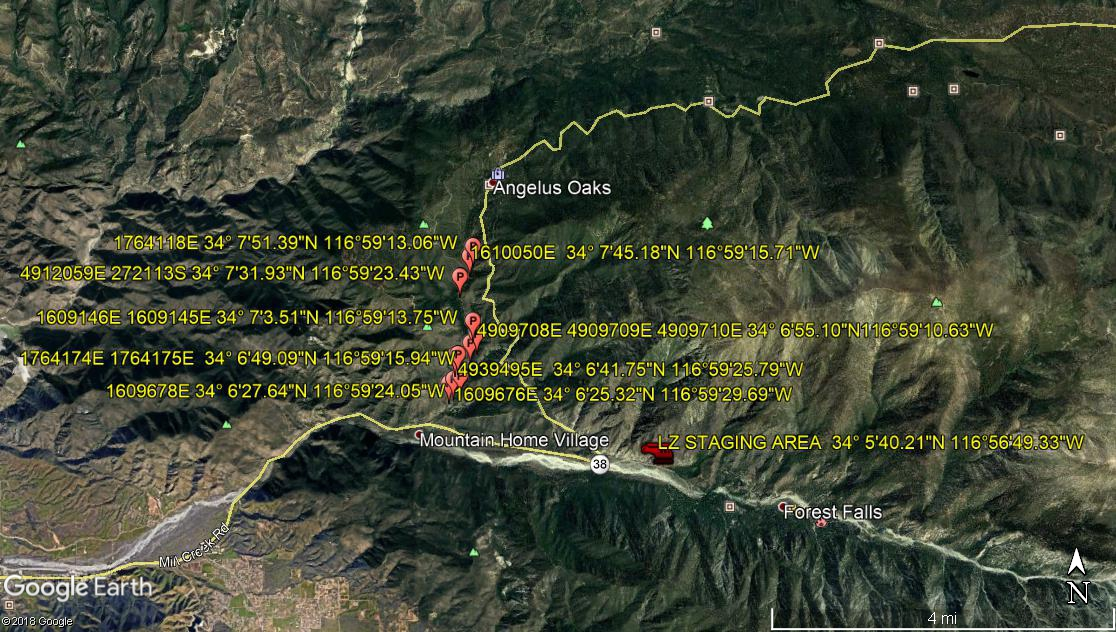 Angelus Oaks
1764118E 34° 7'51.39"N 116°59'13.06"W
1610050E 34° 7'45.18"N 116°59'15.71"W
4912059E 272113S 34° 7'31.93"N 116°59'23.43"W
1609146E 1609145E 34° 7'3.51"N 116°59'13.75"W
4909708E 4909709E 4909710E 34° 6'55.10"N116°59'10.63"W
1764174E 1764175E 34° 6'49.09"N 116°59'15.94"W
4939495E 34° 6'41.75"N 116°59'25.79"W
1609678E 34° 6'27.64"N 116°59'24.05"W
1609676E 34° 6'25.32"N 116°59'29.69"W
Mountain Home Village
LZ STAGING AREA 34° 5'40.21"N 116°56'49.33"W
38
Forest Falls
Mill Creek Rd
Google Earth
N
4 mi
©2018 Google